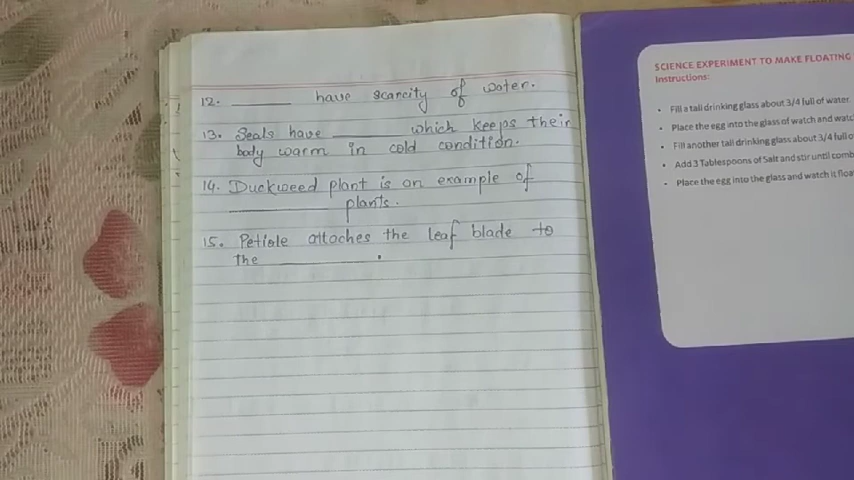 12. ________ have scarcity of water.
13. Seals have ________ which keeps their
body warm in cold condition.
14. Duckweed plant is an example of
________ plants.
15. Petiole attaches the leaf blade to
the ________.
SCIENCE EXPERIMENT TO MAKE FLOATING
Instructions:
• Fill a tall drinking glass about 3/4 full of water.
• Place the egg into the glass of watch and watc
• Fill another tall drinking glass about 3/4 full o
• Add 3 Tablespoons of Salt and stir until comb
• Place the egg into the glass and watch it floa